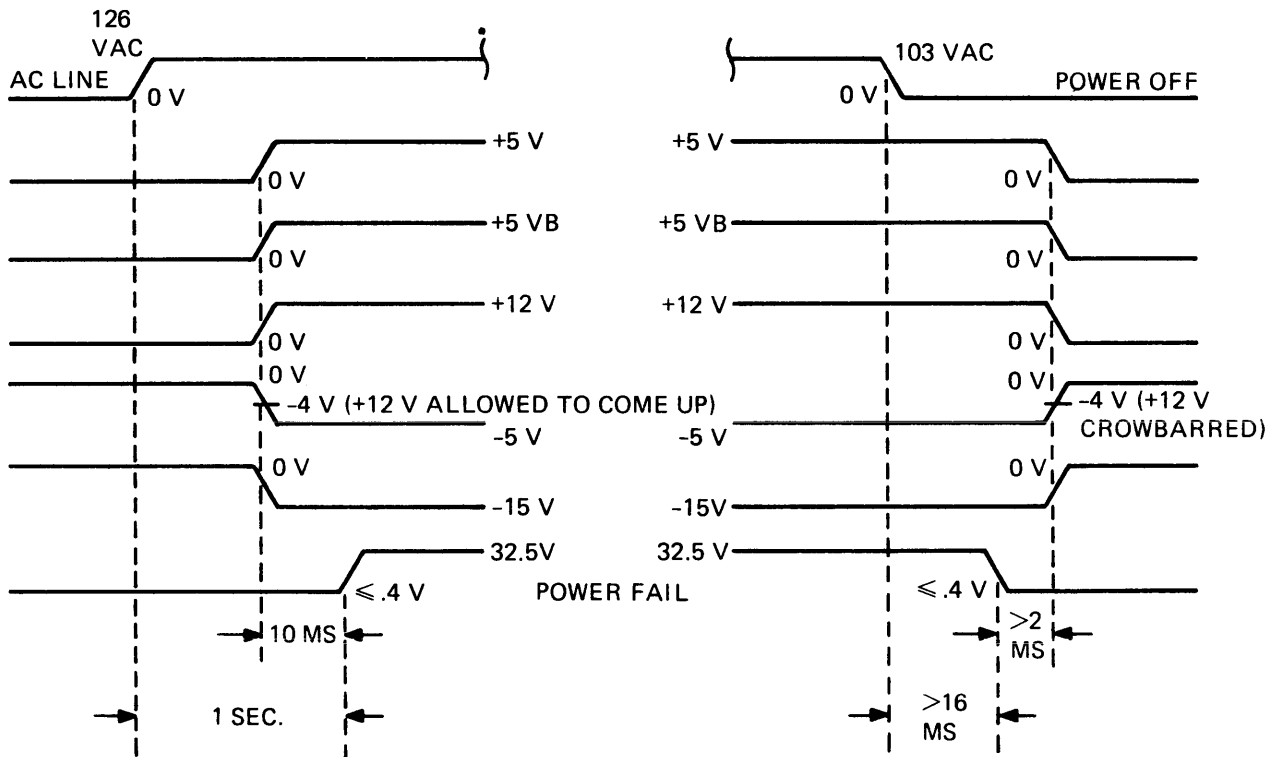 126
VAC
AC LINE
0 V
103 VAC
0 V
POWER OFF
+5 V
0 V
+5 V
0 V
+5 VB
0 V
+5 VB
0 V
+12 V
0 V
+12 V
0 V
0 V
–4 V (+12 V ALLOWED TO COME UP)
–5 V
0 V
–4 V (+12 V
CROWBARRED)
–5 V
0 V
–15 V
0 V
–15V
32.5V
≤ .4 V
POWER FAIL
32.5 V
≤ .4 V
10 MS
>2
MS
1 SEC.
>16
MS